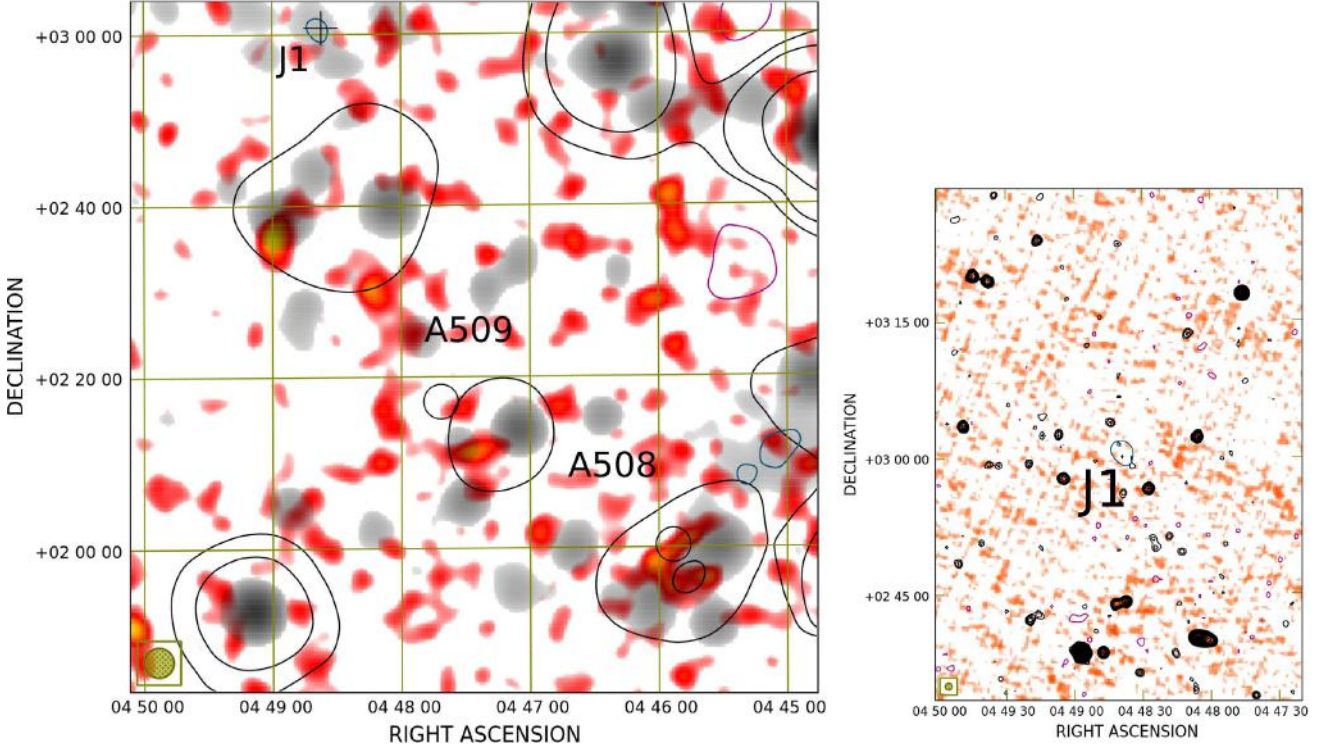 +03 00 00
J1
+02 40 00
A509
+02 20 00
A508
+02 00 00
04 50 00 04 49 00 04 48 00 04 47 00 04 46 00 04 45 00
RIGHT ASCENSION
DECLINATION
+03 15 00
+03 00 00
J1
+02 45 00
04 50 00 04 49 30 04 49 00 04 48 30 04 48 00 04 47 30
RIGHT ASCENSION
DECLINATION